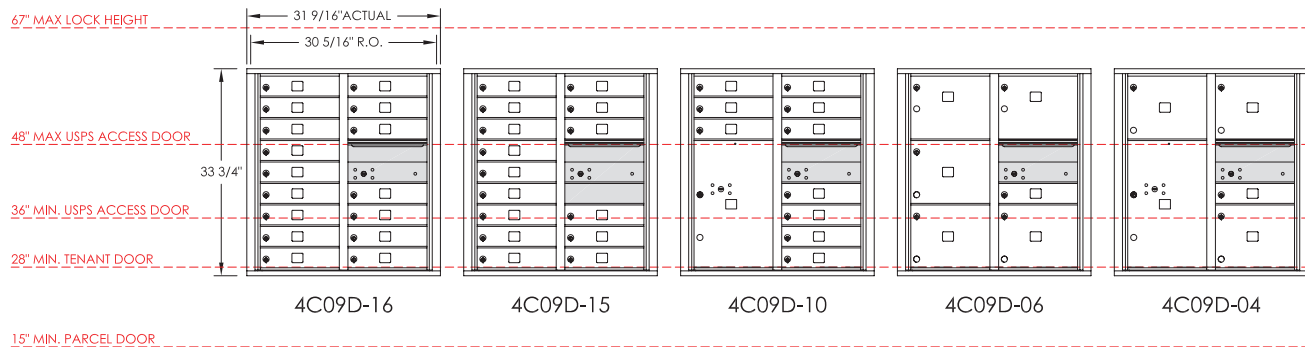 67" MAX LOCK HEIGHT
31 9/16"ACTUAL
30 5/16" R.O.
48" MAX USPS ACCESS DOOR
33 3/4"
36" MIN. USPS ACCESS DOOR
28" MIN. TENANT DOOR
4C09D-16
4C09D-15
4C09D-10
4C09D-06
4C09D-04
15" MIN. PARCEL DOOR